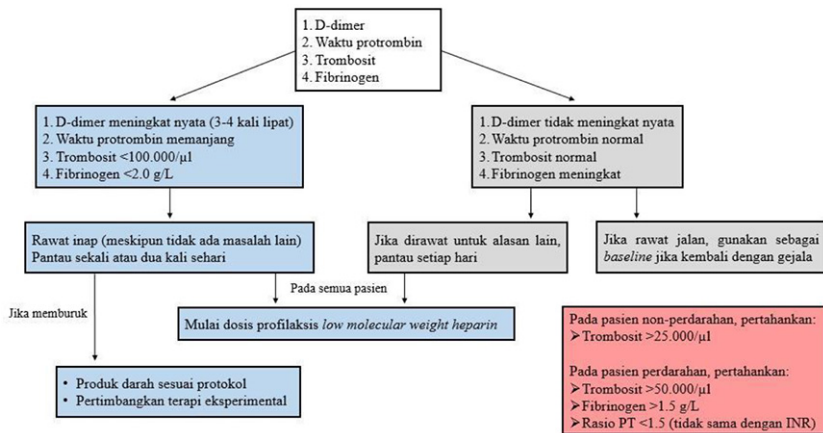 1. D-dimer
2. Waktu protrombin
3. Trombosit
4. Fibrinogen
1. D-dimer meningkat nyata (3-4 kali lipat)
2. Waktu protrombin memanjang
3. Trombosit <100.000/µl
4. Fibrinogen <2.0 g/L
1. D-dimer tidak meningkat nyata
2. Waktu protrombin normal
3. Trombosit normal
4. Fibrinogen meningkat
Rawat inap (meskipun tidak ada masalah lain)
Pantau sekali atau dua kali sehari
Jika dirawat untuk alasan lain,
pantau setiap hari
Jika rawat jalan, gunakan sebagai
baseline jika kembali dengan gejala
Jika memburuk
Pada semua pasien
Mulai dosis profilaksis low molecular weight heparin
• Produk darah sesuai protokol
• Pertimbangkan terapi eksperimental
Pada pasien non-perdarahan, pertahankan:
➢Trombosit >25.000/µl
Pada pasien perdarahan, pertahankan:
➢Trombosit >50.000/µl
➢Fibrinogen >1.5 g/L
➢Rasio PT <1.5 (tidak sama dengan INR)